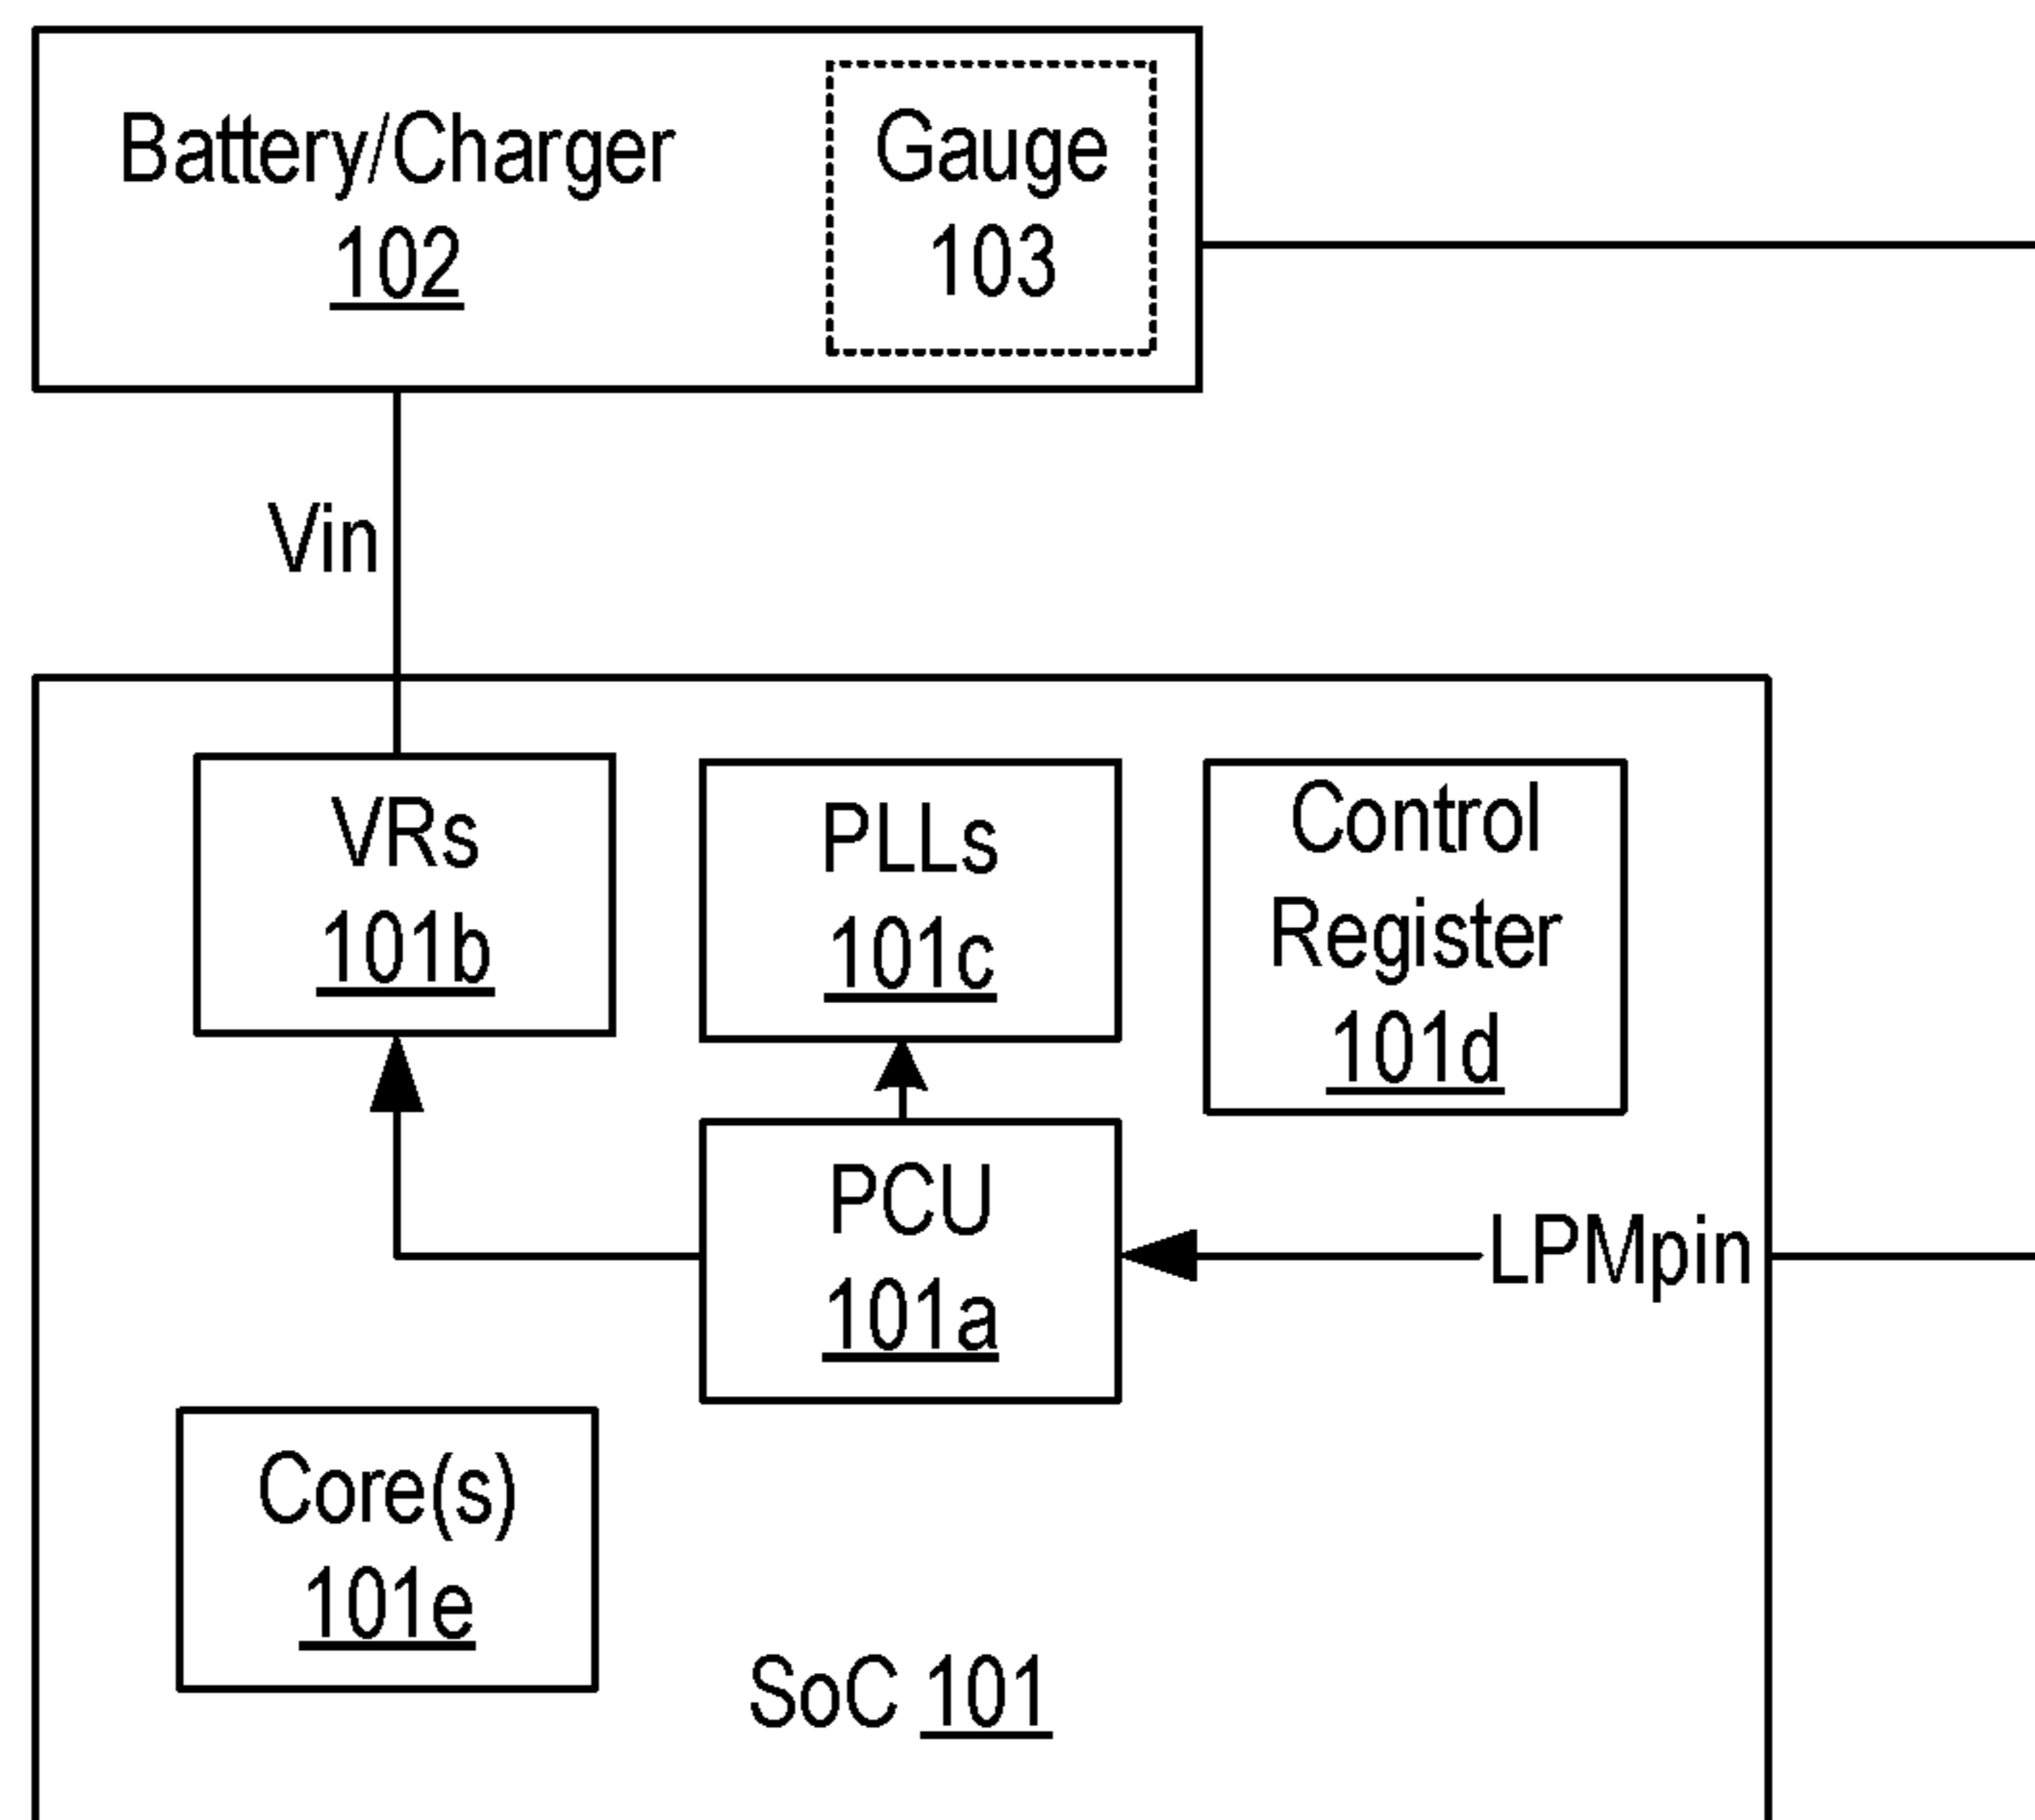 Battery/Charger
102
Gauge
103
Vin
VRs
101b
PLLs
101c
Control
Register
101d
PCU
101a
LPMpin
Core(s)
101e
SoC 101